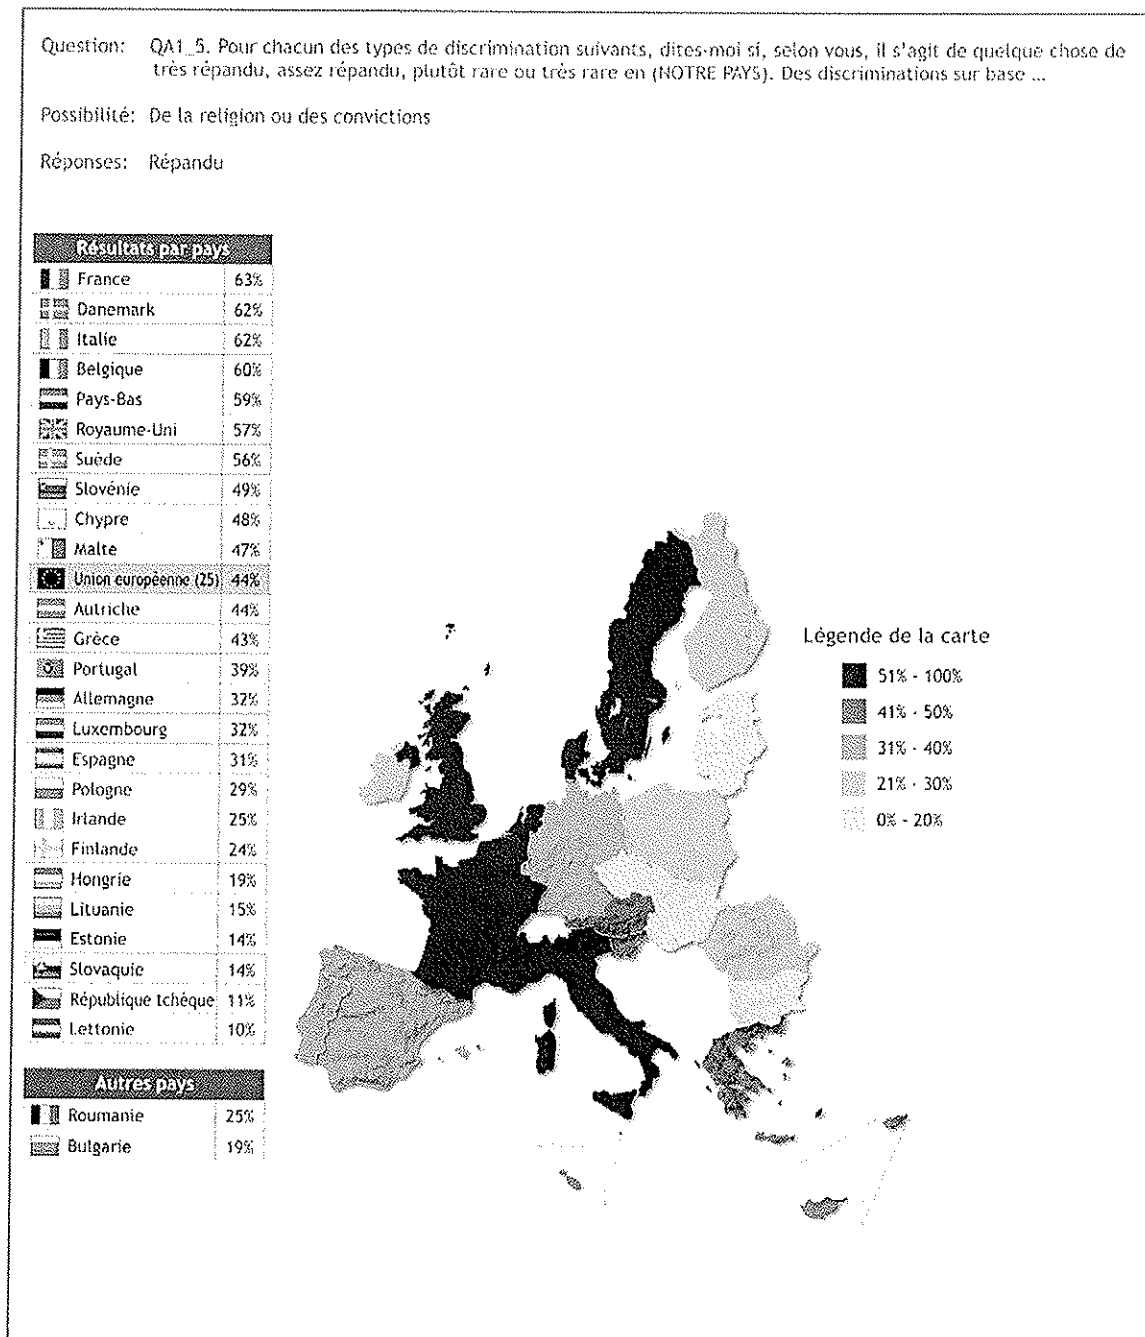 Question: QA1_5. Pour chacun des types de discrimination suivants, dites-moi si, selon vous, il s'agit de quelque chose de
très répandu, assez répandu, plutôt rare ou très rare en (NOTRE PAYS). Des discriminations sur base ...
Possibilité: De la religion ou des convictions
Réponses: Répandu
Résultats par pays
France 63%
Danemark 62%
Italie 62%
Belgique 60%
Pays-Bas 59%
Royaume-Uni 57%
Suède 56%
Slovénie 49%
Chypre 48%
Malte 47%
Union européenne (25) 44%
Autriche 44%
Grèce 43%
Portugal 39%
Allemagne 32%
Luxembourg 32%
Espagne 31%
Pologne 29%
Irlande 25%
Finlande 24%
Hongrie 19%
Lituanie 15%
Estonie 14%
Slovaquie 14%
République tchèque 11%
Lettonie 10%
Autres pays
Roumanie 25%
Bulgarie 19%
Légende de la carte
51% - 100%
41% - 50%
31% - 40%
21% - 30%
0% - 20%